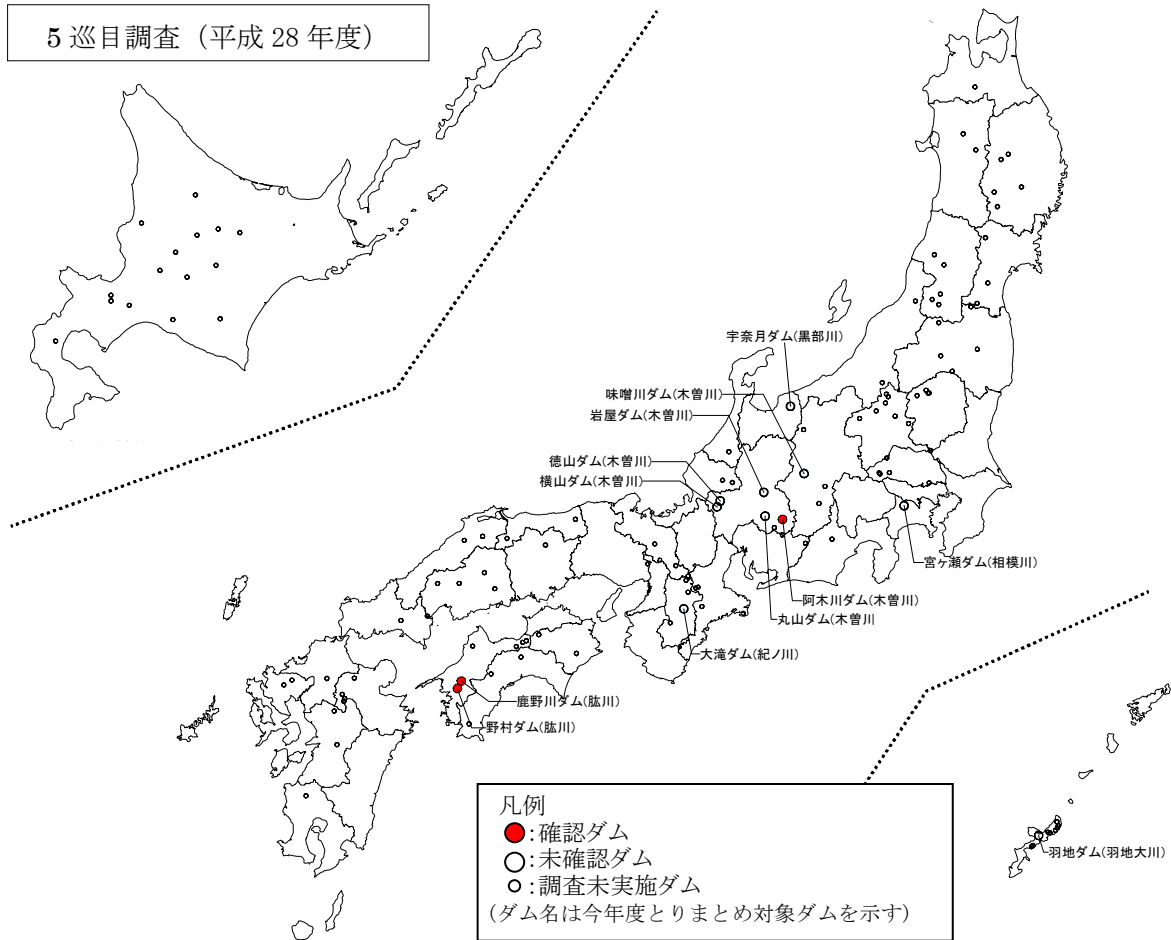 5 巡目調査（平成 28 年度）
宇奈月ダム(黒部川)
味噌川ダム(木曽川)
岩屋ダム(木曽川)
徳山ダム(木曽川)
横山ダム(木曽川)
宮ヶ瀬ダム(相模川)
阿木川ダム(木曽川)
丸山ダム(木曽川
大滝ダム(紀ノ川)
鹿野川ダム(肱川)
野村ダム(肱川)
羽地ダム(羽地大川)
凡例
：確認ダム
：未確認ダム
：調査未実施ダム
(ダム名は今年度とりまとめ対象ダムを示す)